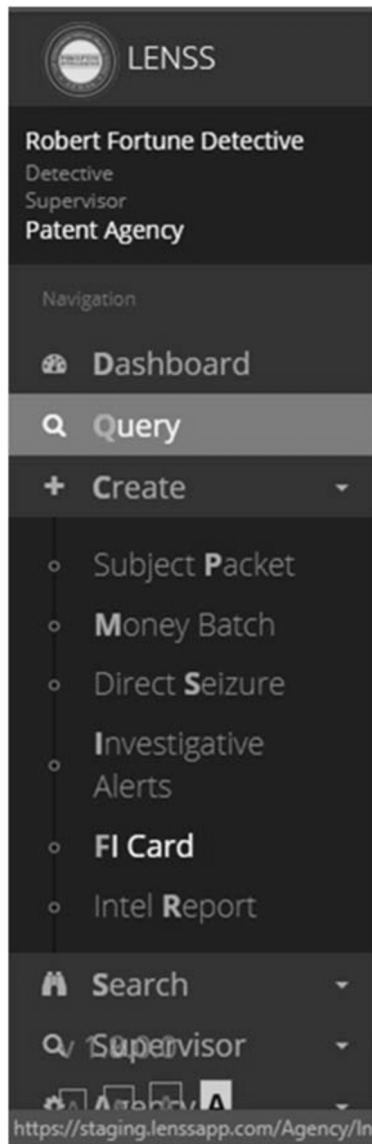 LENSS
Robert Fortune Detective
Detective
Supervisor
Patent Agency
Navigation
Dashboard
Query
Create
Subject Packet
Money Batch
Direct Seizure
Investigative
Alerts
FI Card
Intel Report
Search
Supervisor
Agency
A
https://staging.lenssapp.com/Agency/In